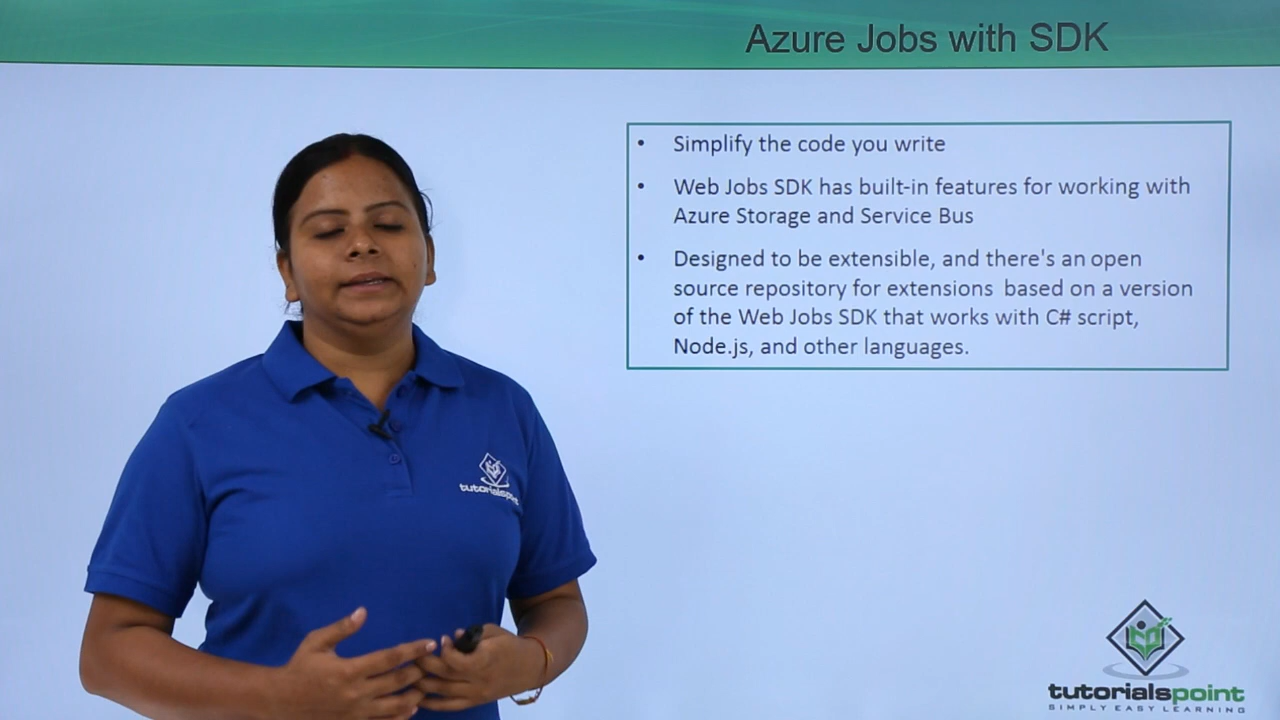 Azure Jobs with SDK
• Simplify the code you write
• Web Jobs SDK has built-in features for working with
Azure Storage and Service Bus
• Designed to be extensible, and there's an open
source repository for extensions based on a version
of the Web Jobs SDK that works with C# script,
Node.js, and other languages.
tutorialspoint
tutorialspoint
SIMPLY EASY LEARNING